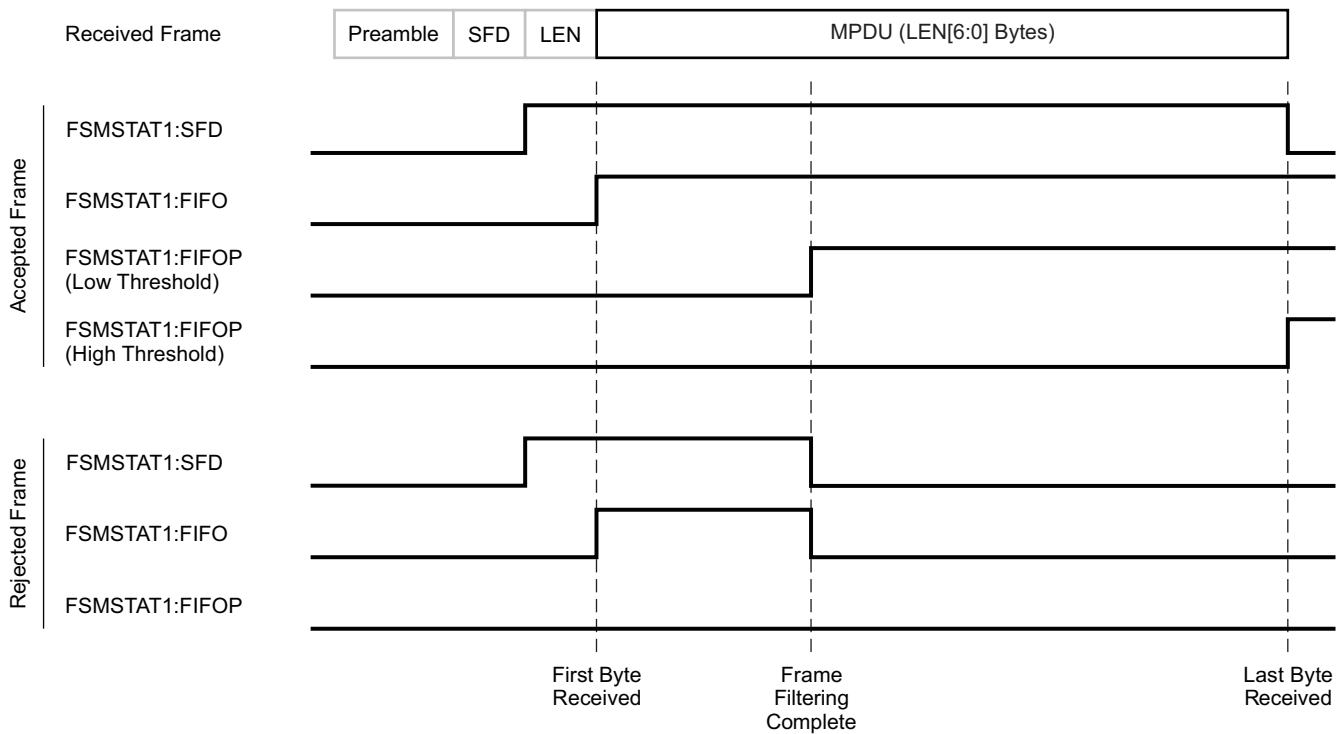 Received Frame
Preamble
SFD
LEN
MPDU (LEN[6:0] Bytes)
Accepted Frame
FSMSTAT1:SFD
FSMSTAT1:FIFO
FSMSTAT1:FIFOP
(Low Threshold)
FSMSTAT1:FIFOP
(High Threshold)
Rejected Frame
FSMSTAT1:SFD
FSMSTAT1:FIFO
FSMSTAT1:FIFOP
First Byte
Received
Frame
Filtering
Complete
Last Byte
Received